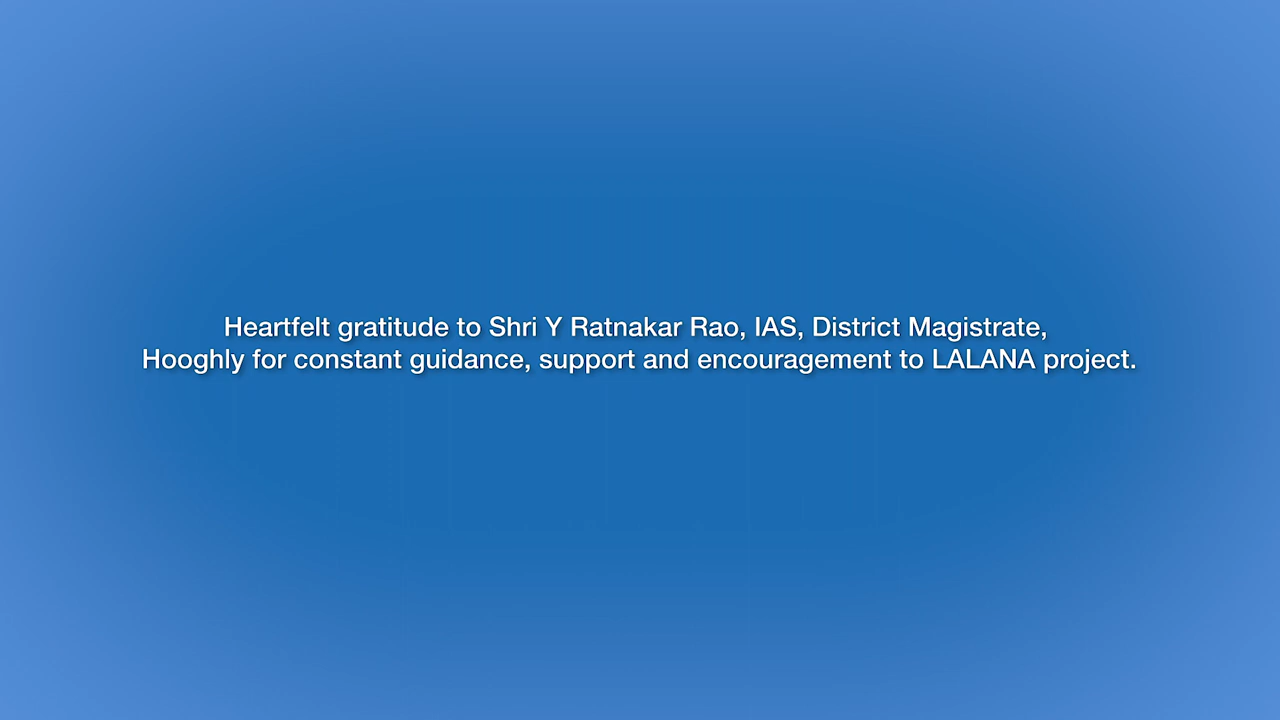 Heartfelt gratitude to Shri Y Ratnakar Rao, IAS, District Magistrate,
Hooghly for constant guidance, support and encouragement to LALANA project.